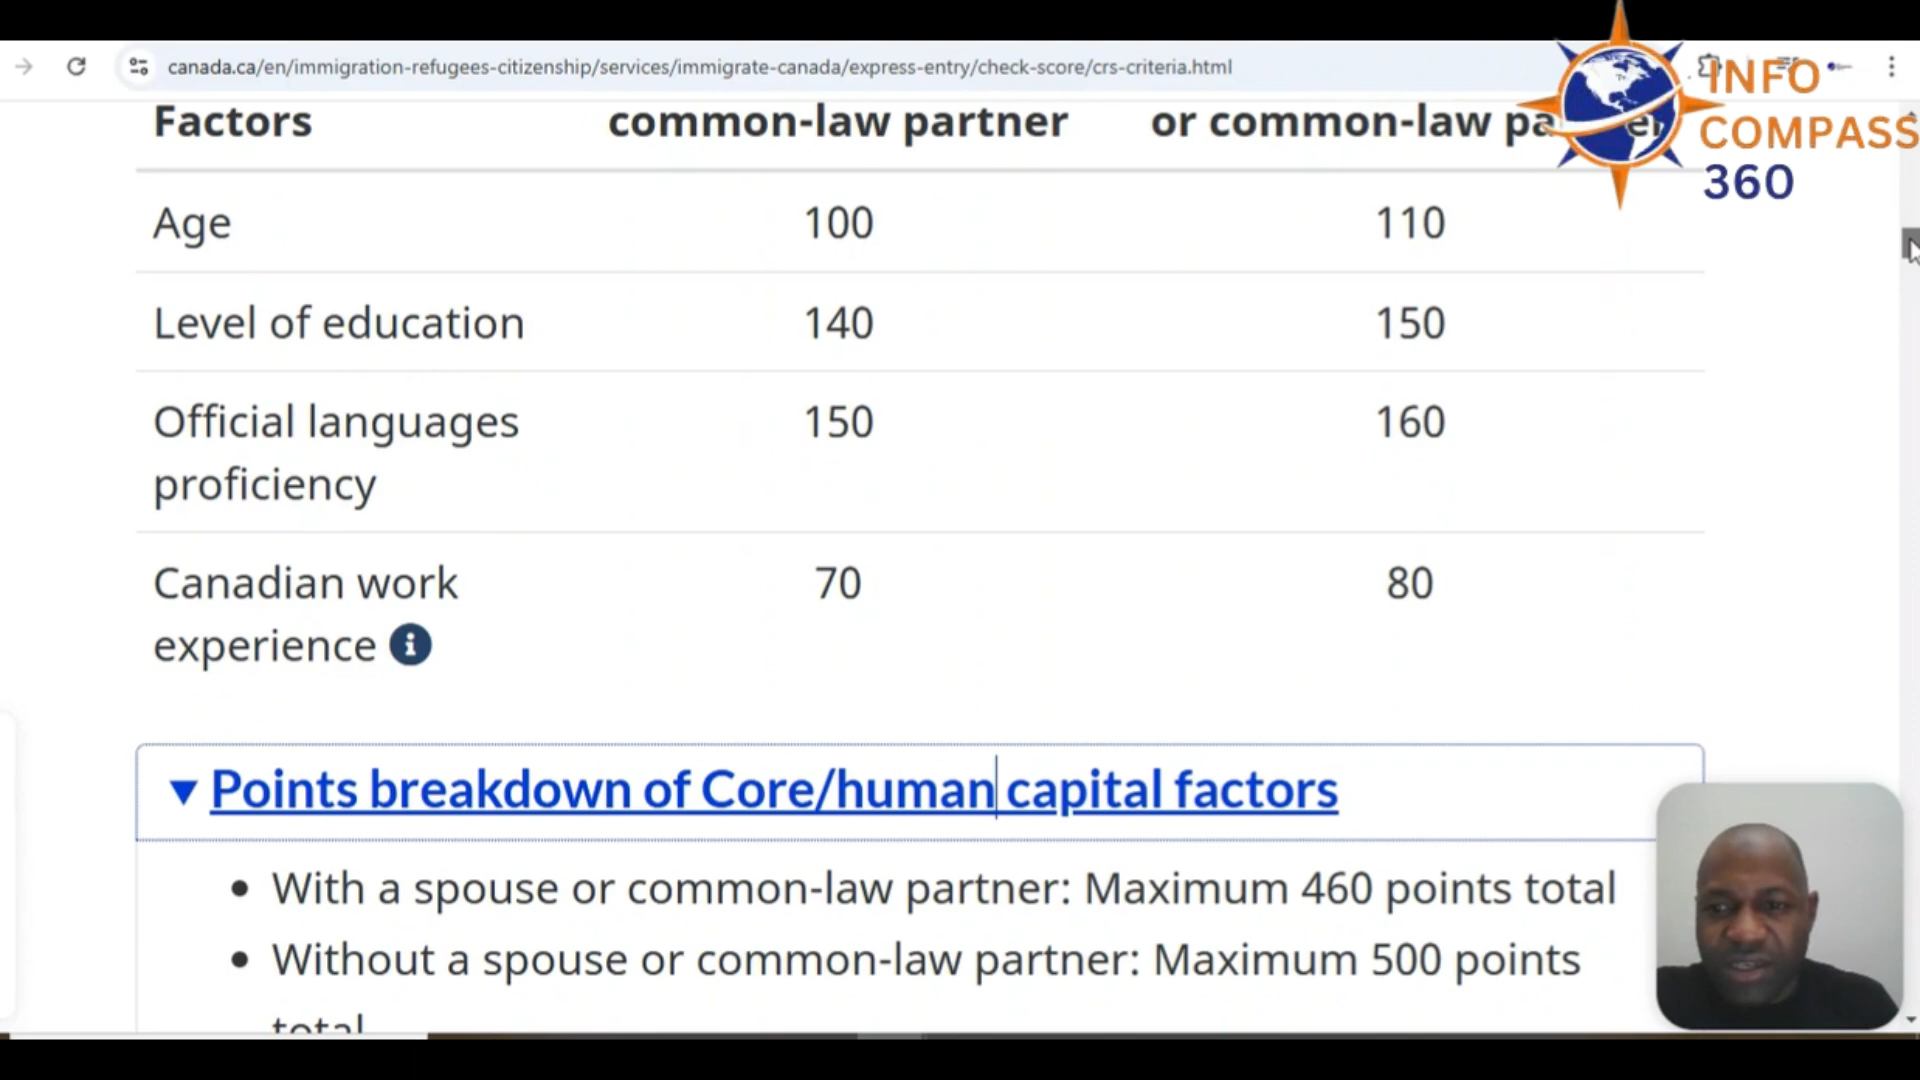 canada.ca/en/immigration-refugees-citizenship/services/immigrate-canada/express-entry/check-score/crs-criteria.html
INFO
COMPASS
360
Factors common-law partner or common-law
Age 100 110
Level of education 140 150
Official languages 150 160
proficiency
Canadian work 70 80
experience
Points breakdown of Core/human capital factors
With a spouse or common-law partner: Maximum 460 points total
Without a spouse or common-law partner: Maximum 500 points
total